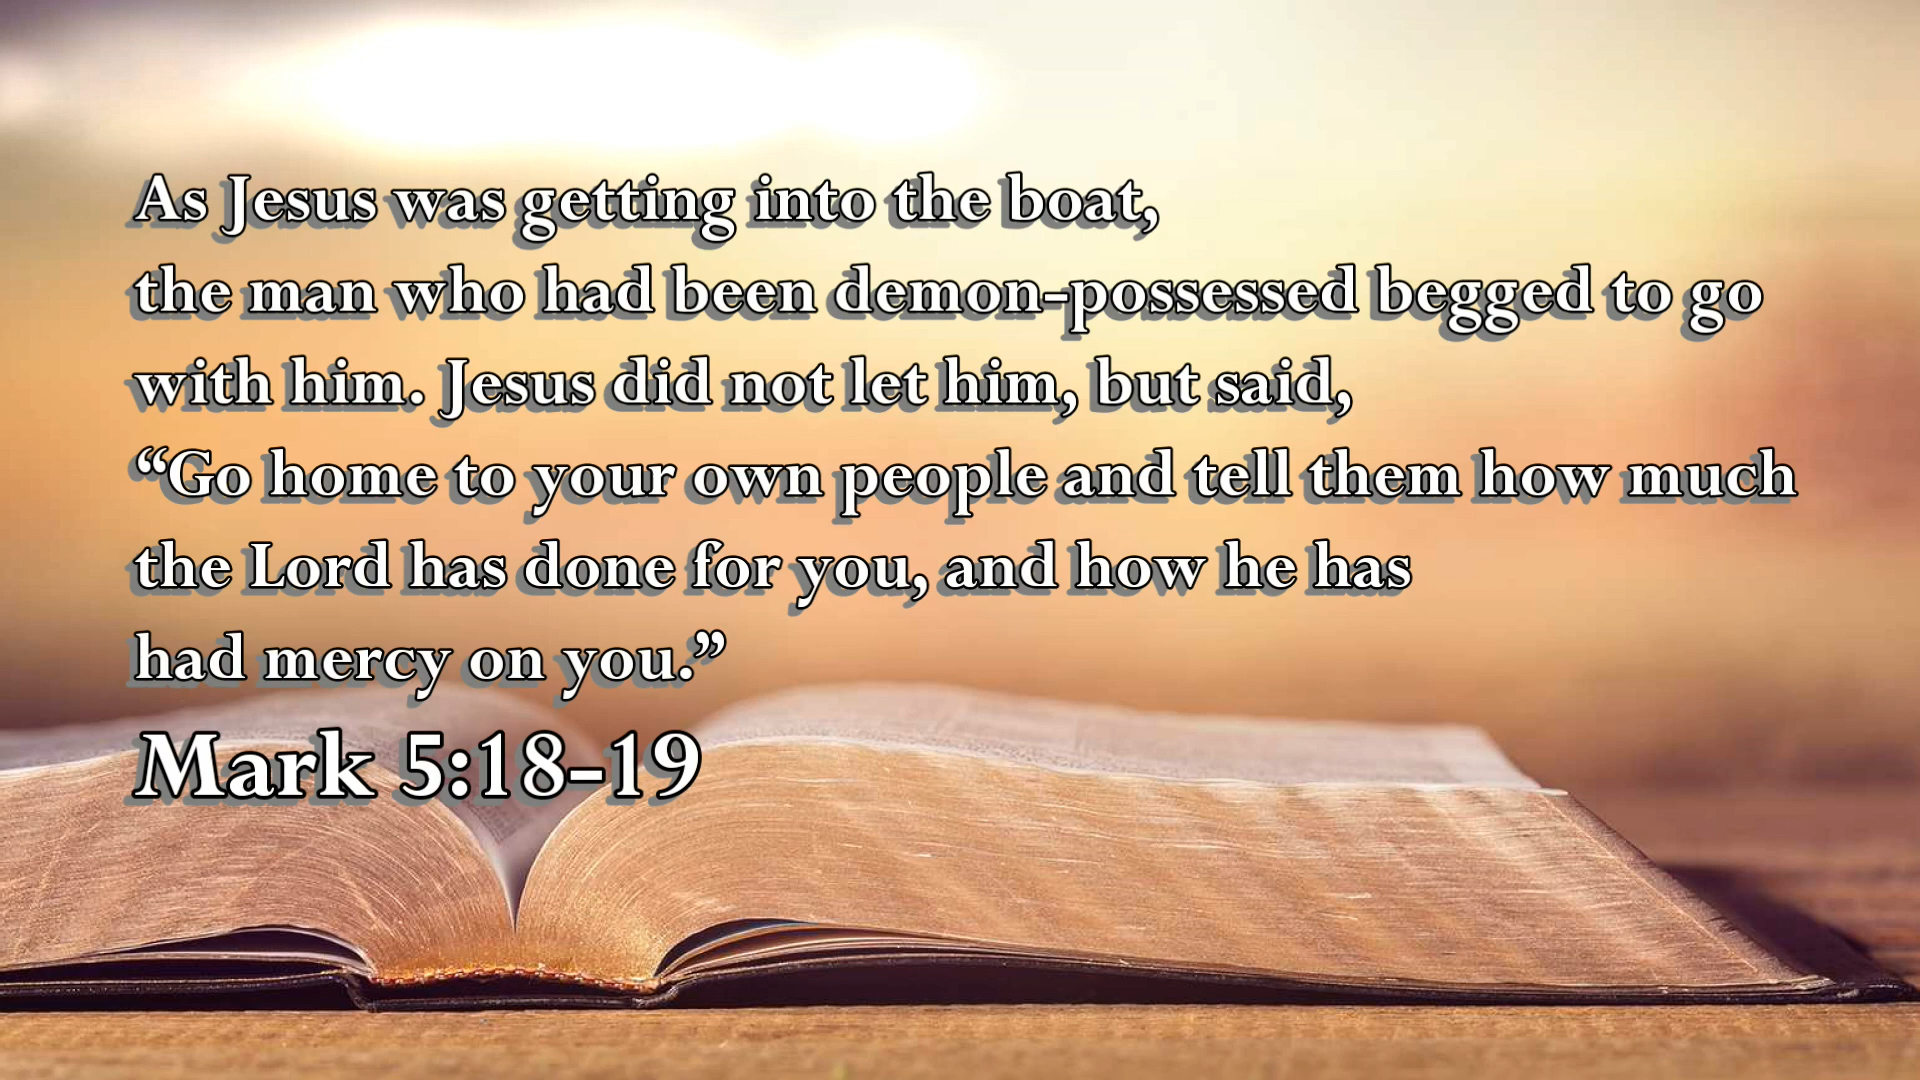 As Jesus was getting into the boat,
the man who had been demon-possessed begged to go
with him. Jesus did not let him, but said,
“Go home to your own people and tell them how much
the Lord has done for you, and how he has
had mercy on you.”
Mark 5:18-19